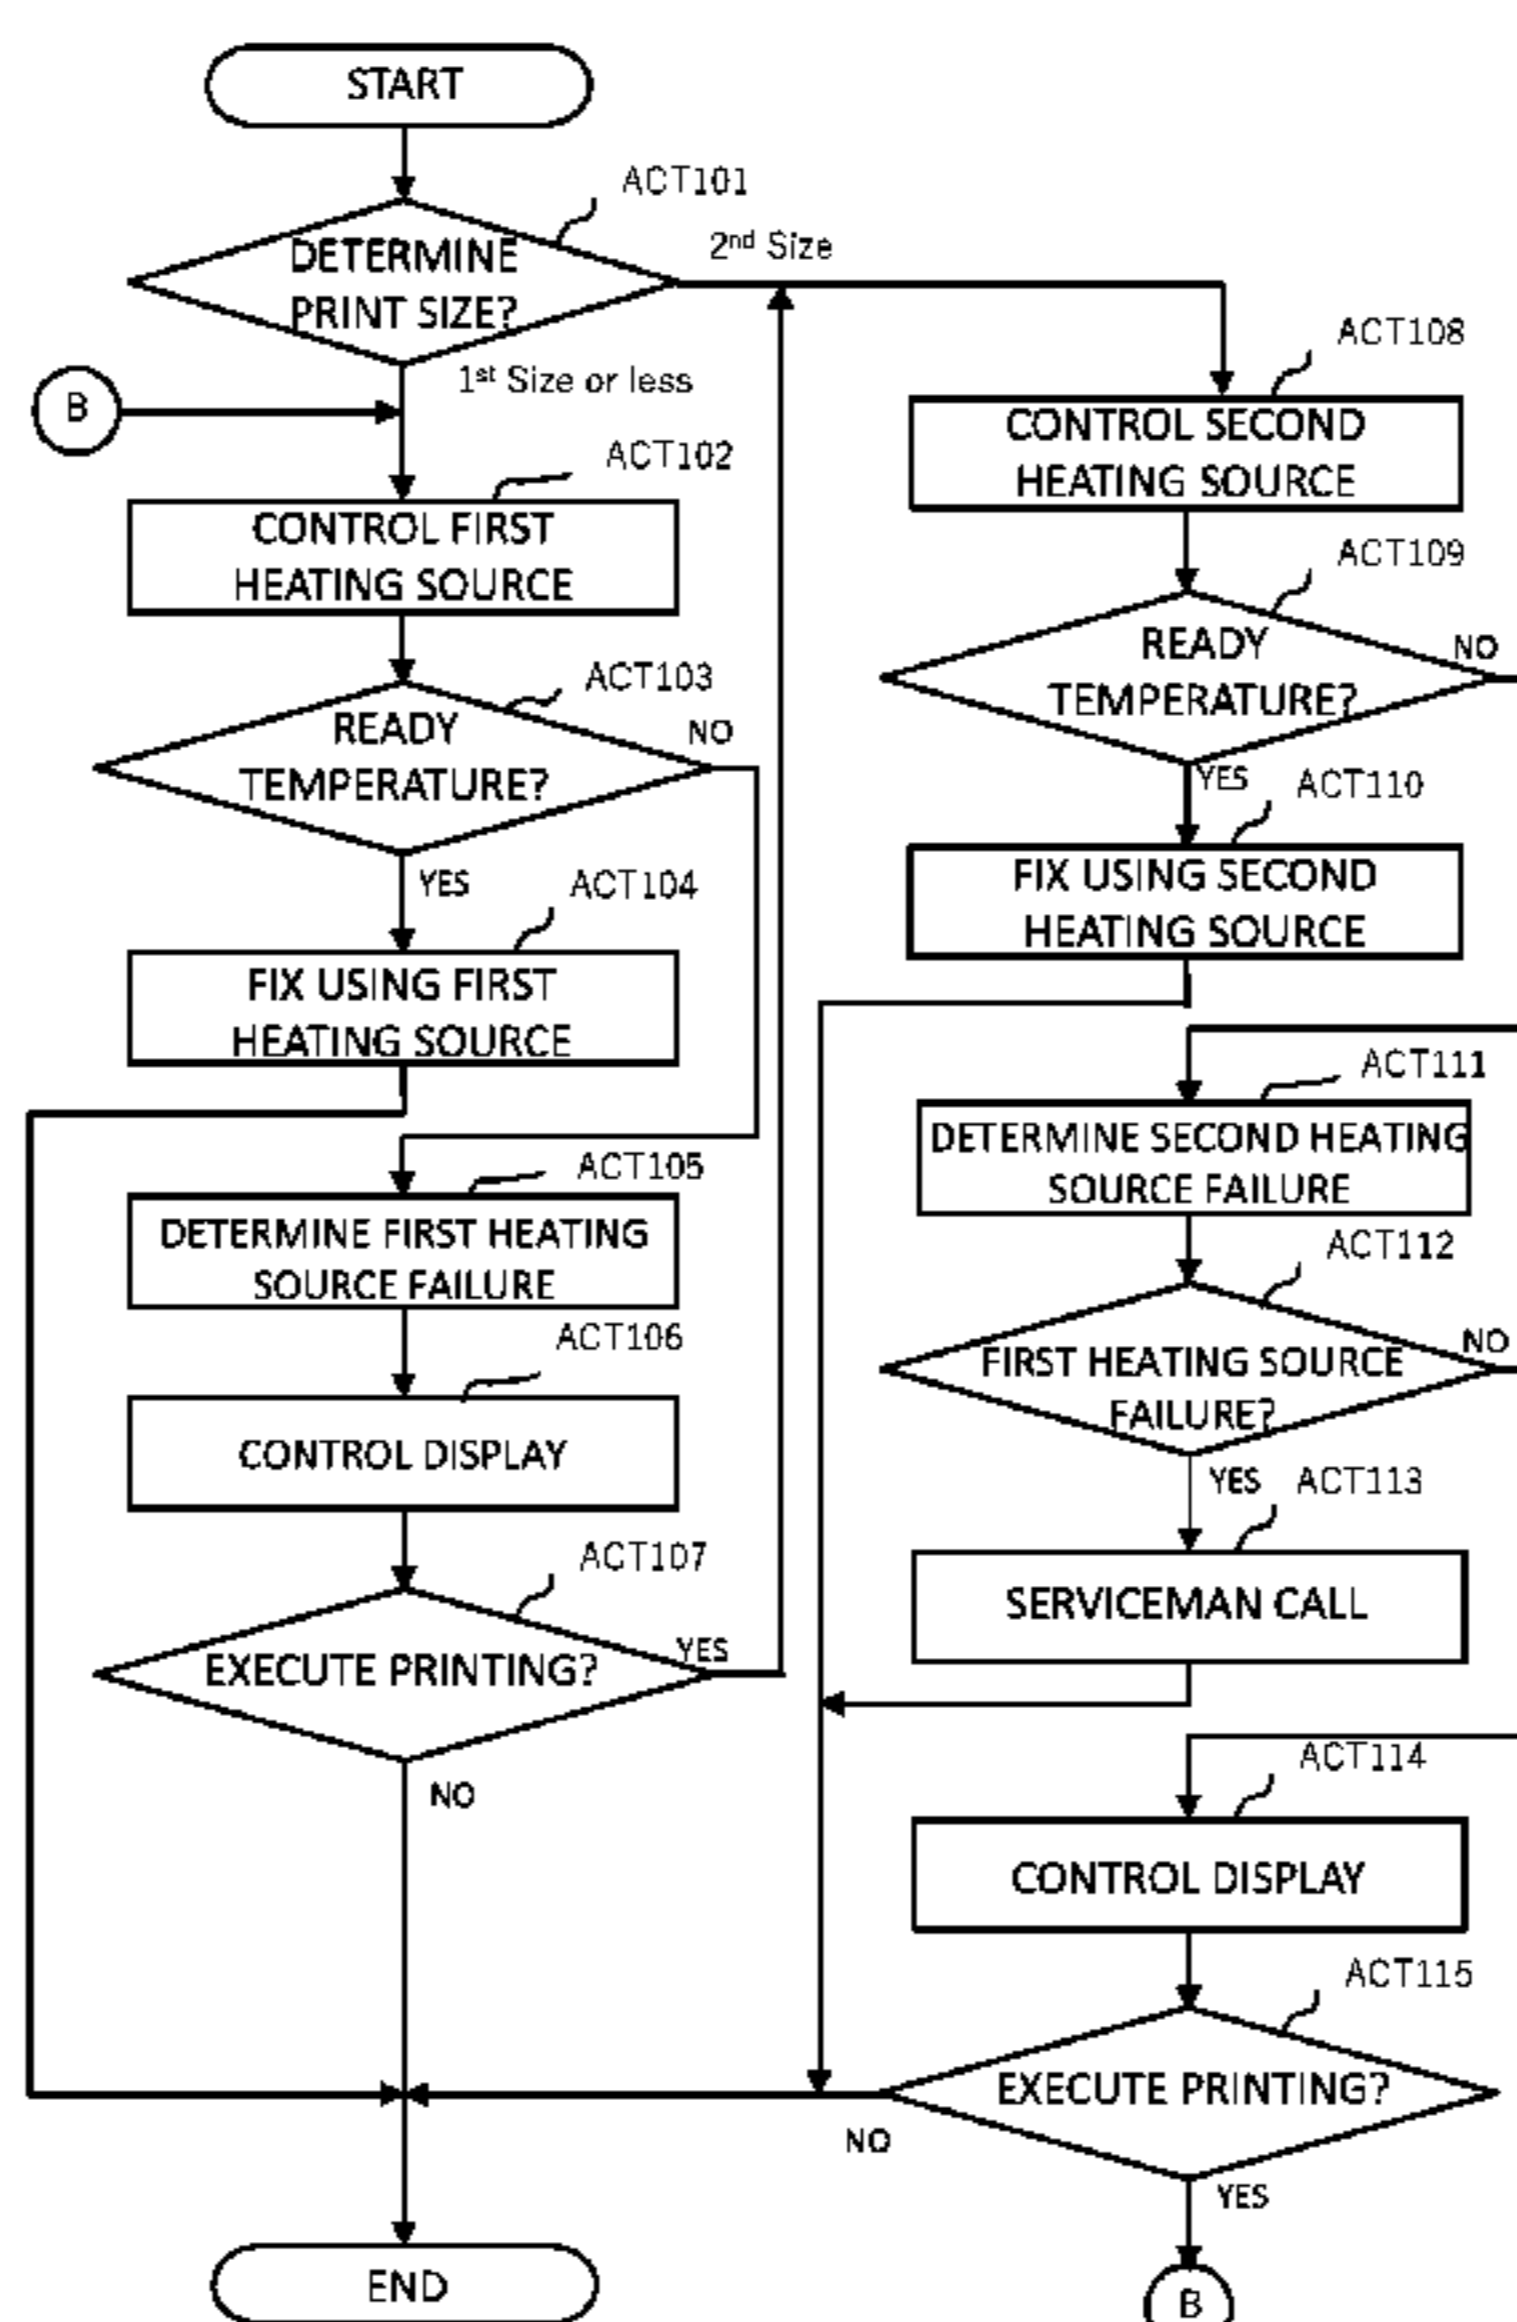 START
ACT101
DETERMINE
PRINT SIZE?
2nd Size
1st Size or less
B
ACT102
CONTROL FIRST
HEATING SOURCE
ACT103
READY
TEMPERATURE?
NO
YES
ACT104
FIX USING FIRST
HEATING SOURCE
ACT105
DETERMINE FIRST HEATING
SOURCE FAILURE
ACT106
CONTROL DISPLAY
ACT107
EXECUTE PRINTING?
YES
NO
END
ACT108
CONTROL SECOND
HEATING SOURCE
ACT109
READY
TEMPERATURE?
NO
YES
ACT110
FIX USING SECOND
HEATING SOURCE
ACT111
DETERMINE SECOND HEATING
SOURCE FAILURE
ACT112
FIRST HEATING SOURCE
FAILURE?
NO
YES
ACT113
SERVICEMAN CALL
ACT114
CONTROL DISPLAY
ACT115
EXECUTE PRINTING?
NO
YES
B